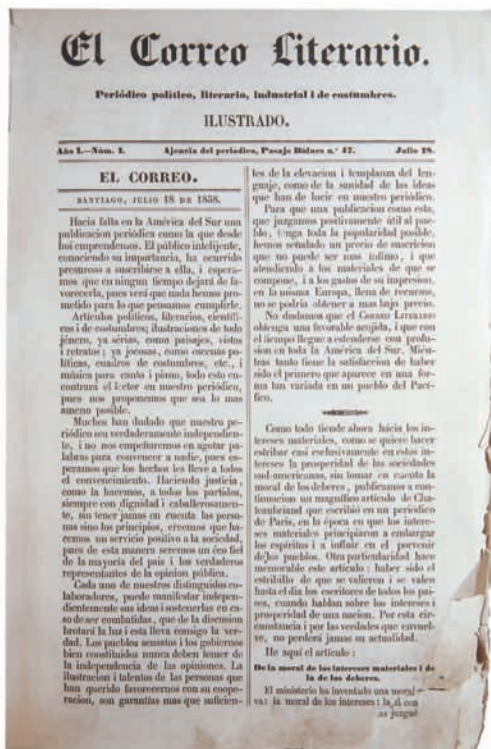 El Correo Literario.
Periódico político, literario, industrial i de costumbres.
ILUSTRADO.
Año I.—Núm. 1.
Ajencia del periodico, Pasaje Búlnes n.° 47.
Julio 18.
EL CORREO.
SANTIAGO, JULIO 18 DE 1858.
Hacia falta en la América del Sur una
publicacion periódica como la que desde
hoi emprendemos. El público intelijente,
conociendo su importancia, ha ocurrido
presuroso a suscribirse a ella, i espera-
mos que en ningun tiempo dejará de fa-
vorecerla, pues verá que nada hemos pro-
metido para lo que pensamos cumplirle.
Artículos políticos, literarios, científi-
cos i de costumbres; ilustraciones de todo
jénero, ya sérias, como paisajes, vistas
i retratos; ya jocosas, como escenas po-
líticas, cuadros de costumbres, etc., i
música para canto i piano, todo esto en-
contrará el lector en nuestro periódico,
pues nos proponemos que sea lo mas
ameno posible.
Muchos han dudado que nuestro pe-
riódico sea verdaderamente independien-
te, i no nos empeñaremos en agotar pa-
labras para convencer a nadie, pues es-
peramos que los hechos les lleve a todos
el convencimiento. Haciendo justicia,
como la hacemos, a todos los partidos,
siempre con dignidad i caballerosamen-
te, sin tener jamas en cuenta las perso-
nas sino los principios, creemos que ha-
cemos un servicio positivo a la sociedad,
pues de esta manera seremos un eco fiel
de la mayoría del pais i los verdaderos
representantes de la opinion pública.
Cada uno de nuestros distinguidos co-
laboradores, puede manifestar indepen-
dientemente sus ideas i sostenerlas en ca-
so de ser combatidas, que de la discusion
brotará la luz i esta lleva consigo la ver-
dad. Los pueblos sensatos i los gobiernos
bien constituidos nunca deben temer de
la independencia de las opiniones. La
ilustracion i talentos de las personas que
han querido favorecernos con su coope-
racion, son garantías mas que suficien-
tes de la elevacion i templanza del len-
guaje, como de la sanidad de las ideas
que han de lucir en nuestro periódico.
Para que una publicacion como esta,
que juzgamos positivamente útil al pue-
blo, tenga toda la popularidad posible,
hemos señalado un precio de suscricion
que no puede ser mas ínfimo, i que
atendiendo a los materiales de que se
compone, i a los gastos de su impresion,
en la misma Europa, llena de recursos,
no se podria obtener a mas bajo precio.
No dudamos que el CORREO LITERARIO
obtenga una favorable acojida, i que con
el tiempo llegue a estenderse con profu-
sion en toda la América del Sur. Mién-
tras tanto tiene la satisfaccion de haber
sido el primero que aparece en una for-
ma tan variada en un pueblo del Pací-
fico.
Como todo tiende ahora hácia los in-
tereses materiales, como se quiere hacer
estribar casi esclusivamente en estos in-
tereses la prosperidad de las sociedades
sud-americanas, sin tomar en cuenta la
moral de los deberes, publicamos a con-
tinuacion un magnífico artículo de Cha-
teaubriand que escribió en un periódico
de Paris, en la época en que los intere-
ses materiales principiaron a embargar
los espíritus i a influir en el porvenir
de los pueblos. Otra particularidad hace
memorable este artículo: haber sido el
estribillo de que se valieron i se valen
hasta el dia los escritores de todos los pai-
ses, cuando hablan sobre los intereses i
prosperidad de una nacion. Por esta cir-
cunstancia i por las verdades que envuel-
ve, no perderá jamas su actualidad.
He aquí el artículo:
De la moral de los intereses materiales i de
la de los deberes.
El ministerio ha inventado una moral
va: la moral de los intereses: la
con
juzgué